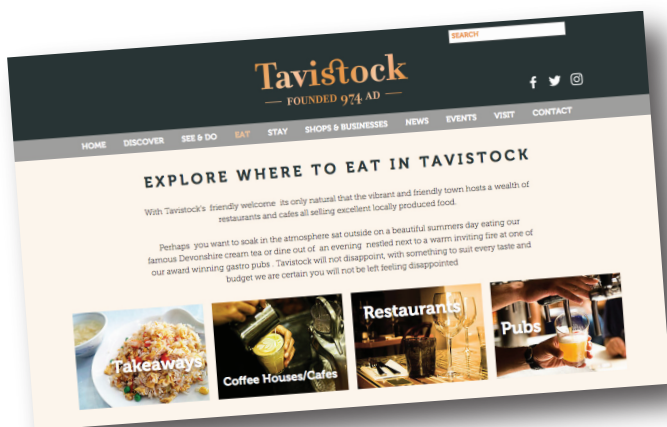 SEARCH
Tavistock
FOUNDED 974 AD
HOME DISCOVER SEE & DO EAT STAY SHOPS & BUSINESSES NEWS EVENTS VISIT CONTACT
EXPLORE WHERE TO EAT IN TAVISTOCK
With Tavistock's friendly welcome its only natural that the vibrant and friendly town hosts a wealth of
restaurants and cafes all selling excellent locally produced food.
Perhaps you want to soak in the atmosphere sat outside on a beautiful summers day eating our
famous Devonshire cream tea or dine out of an evening nestled next to a warm inviting fire at one of
our award winning gastro pubs . Tavistock will not disappoint, with something to suit every taste and
budget we are certain you will not be left feeling disappointed
Takeaways
Coffee Houses/Cafes
Restaurants
Pubs